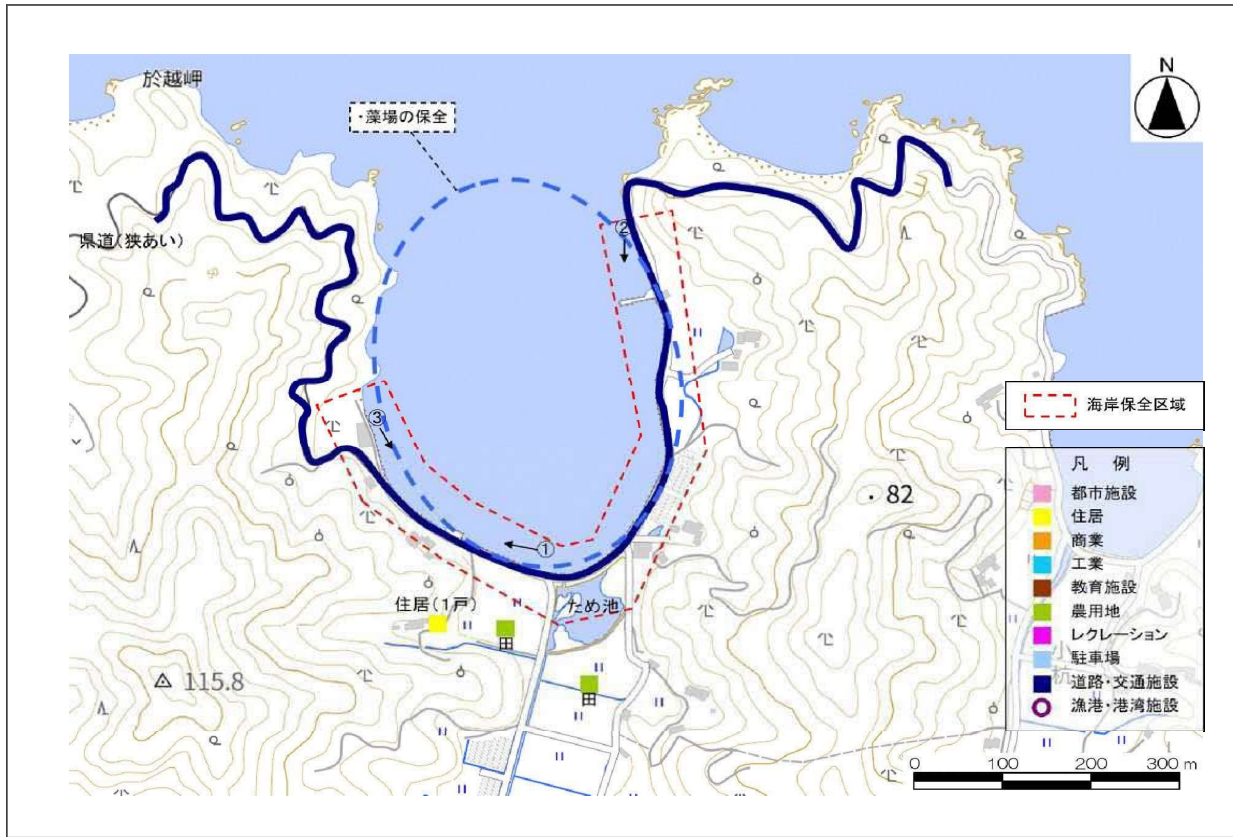 於越岬
・藻場の保全
N
県道(狭あい)
②
③
海岸保全区域
凡 例
都市施設
住居
商業
工業
教育施設
農用地
レクレーション
駐車場
道路・交通施設
漁港・港湾施設
・82
①
住居(1戸)
ため池
田
田
115.8
小
杭
0 100 200 300 m